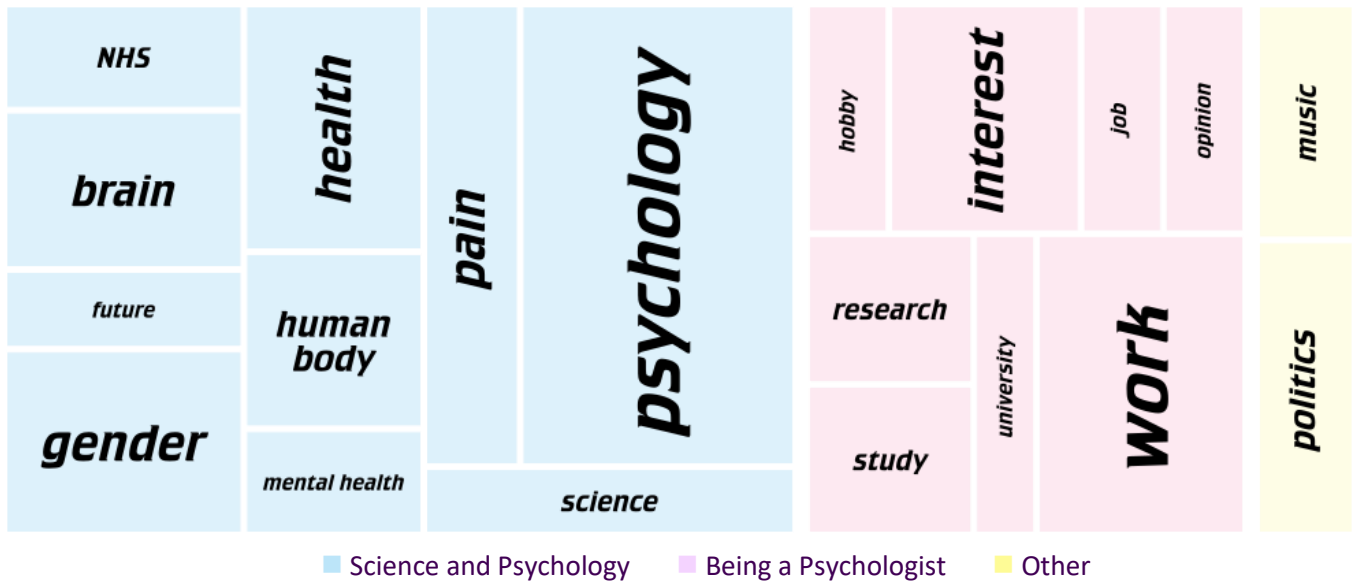 NHS
brain
future
gender
health
human
body
mental health
pain
psychology
science
hobby
interest
job
opinion
research
study
university
work
music
politics
Science and Psychology
Being a Psychologist
Other